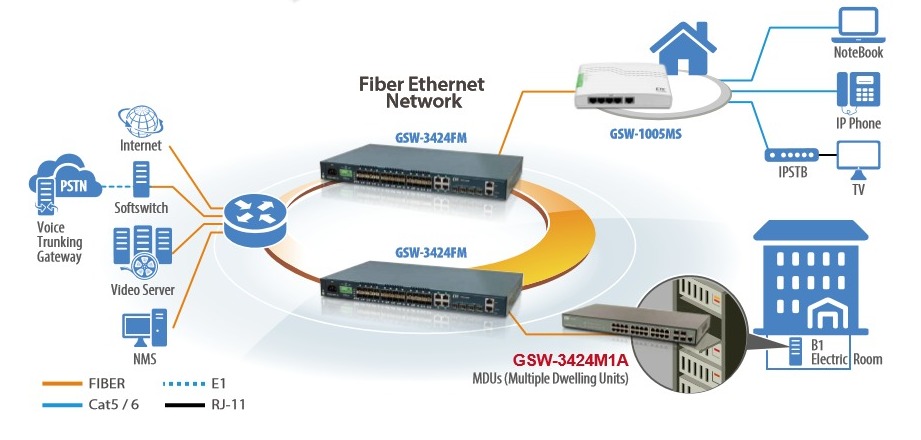 Fiber Ethernet
Network
GSW-3424FM
GSW-3424FM
GSW-1005MS
NoteBook
IP Phone
IPSTB
TV
Internet
PSTN
Softswitch
Voice
Trunking
Gateway
Video Server
NMS
GSW-3424M1A
MDUs (Multiple Dwelling Units)
B1
Electric Room
FIBER
E1
Cat5 / 6
RJ-11